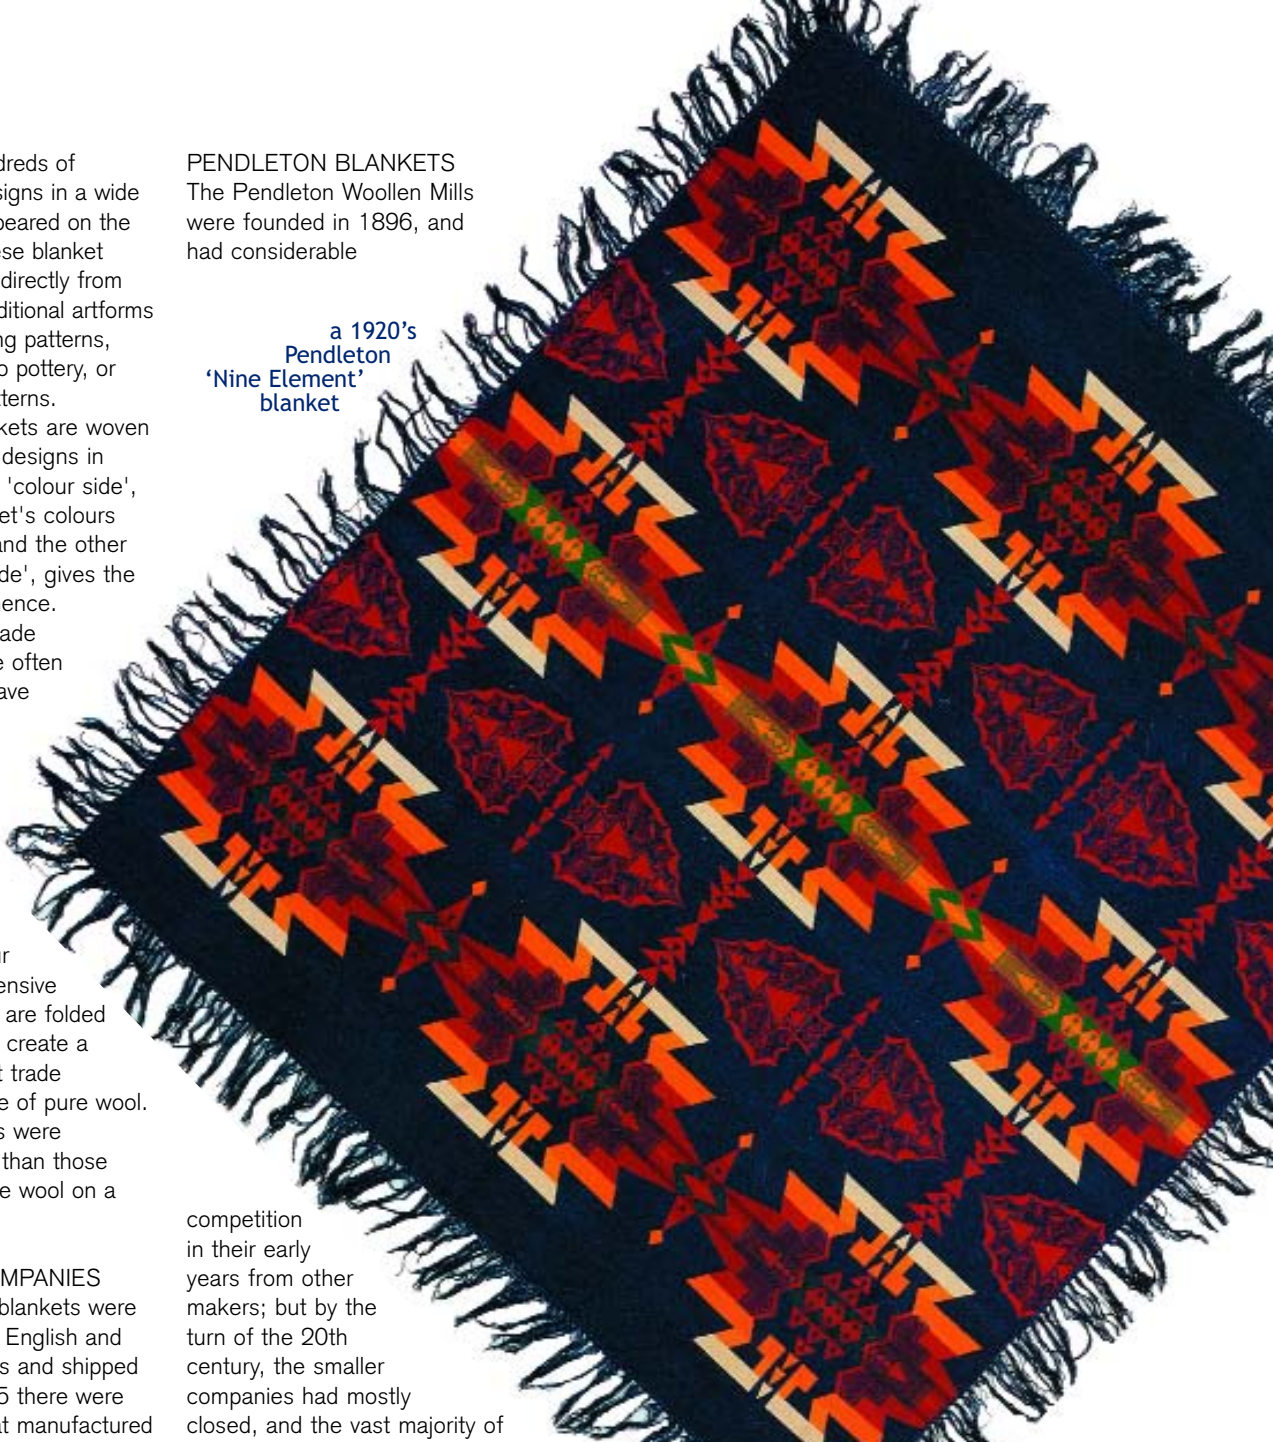 dreds of
signs in a wide
peared on the
ese blanket
directly from
ditional artforms
ng patterns,
o pottery, or
tterns.
kets are woven
designs in
'colour side',
et's colours
and the other
de', gives the
ence.
ade
e often
ave
ur
ensive
are folded
create a
t trade
e of pure wool.
s were
than those
e wool on a
MPANIES
blankets were
English and
s and shipped
5 there were
at manufactured
PENDLETON BLANKETS
The Pendleton Woollen Mills
were founded in 1896, and
had considerable
a 1920’s
Pendleton
‘Nine Element’
blanket
competition
in their early
years from other
makers; but by the
turn of the 20th
century, the smaller
companies had mostly
closed, and the vast majority of